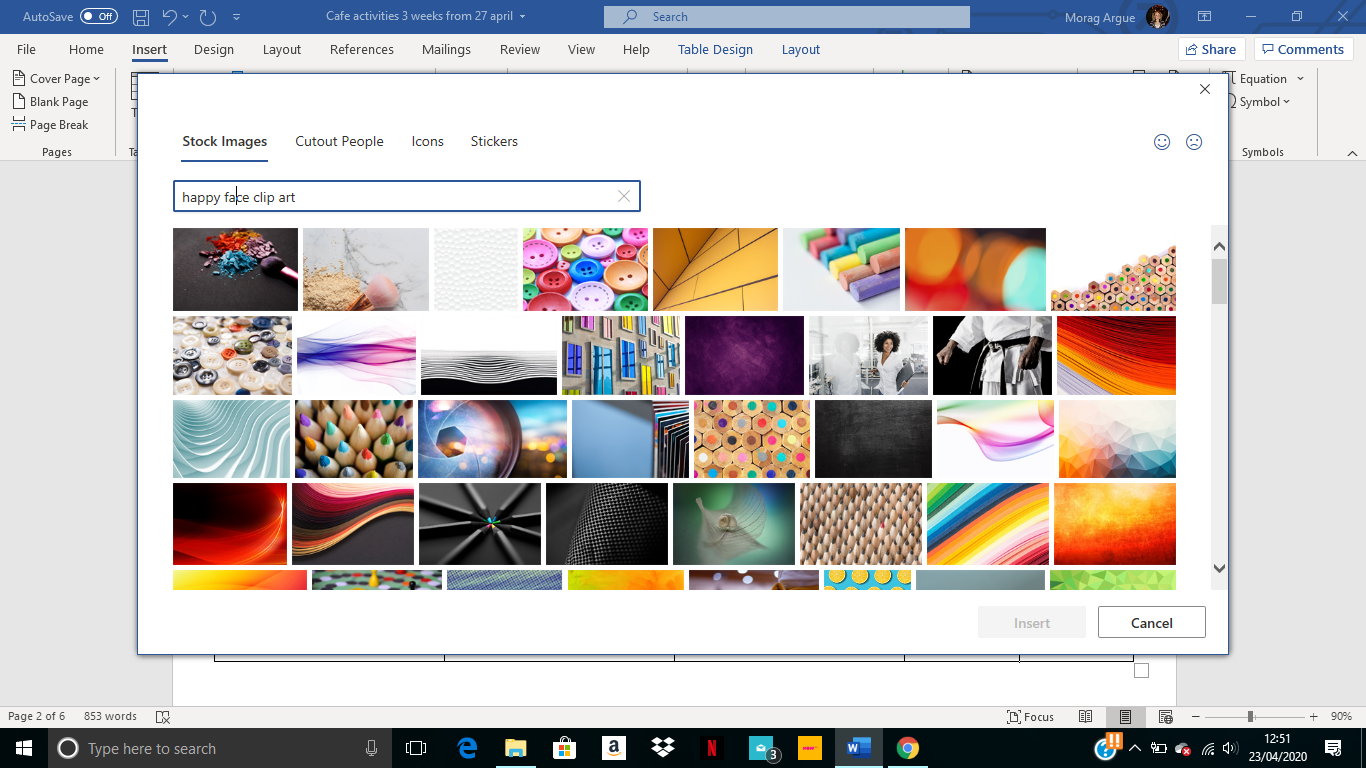 AutoSave Off
Cafe activities 3 weeks from 27 april
Search
Morag Argue
File Home Insert Design Layout References Mailings Review View Help Table Design Layout
Share Comments
Cover Page
Blank Page
Page Break
Pages
Equation
Symbol
Symbols
Stock Images Cutout People Icons Stickers
happy face clip art
Insert Cancel
Page 2 of 6 853 words
Focus
90%
Type here to search
3
12:51
23/04/2020